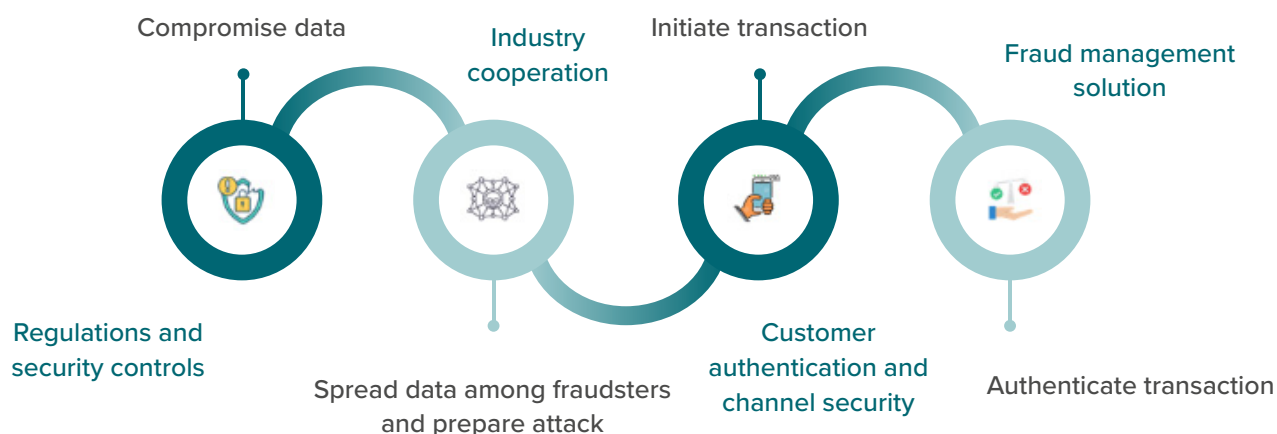 Compromise data
Industry
cooperation
Initiate transaction
Fraud management
solution
Regulations and
security controls
Spread data among fraudsters
and prepare attack
Customer
authentication and
channel security
Authenticate transaction